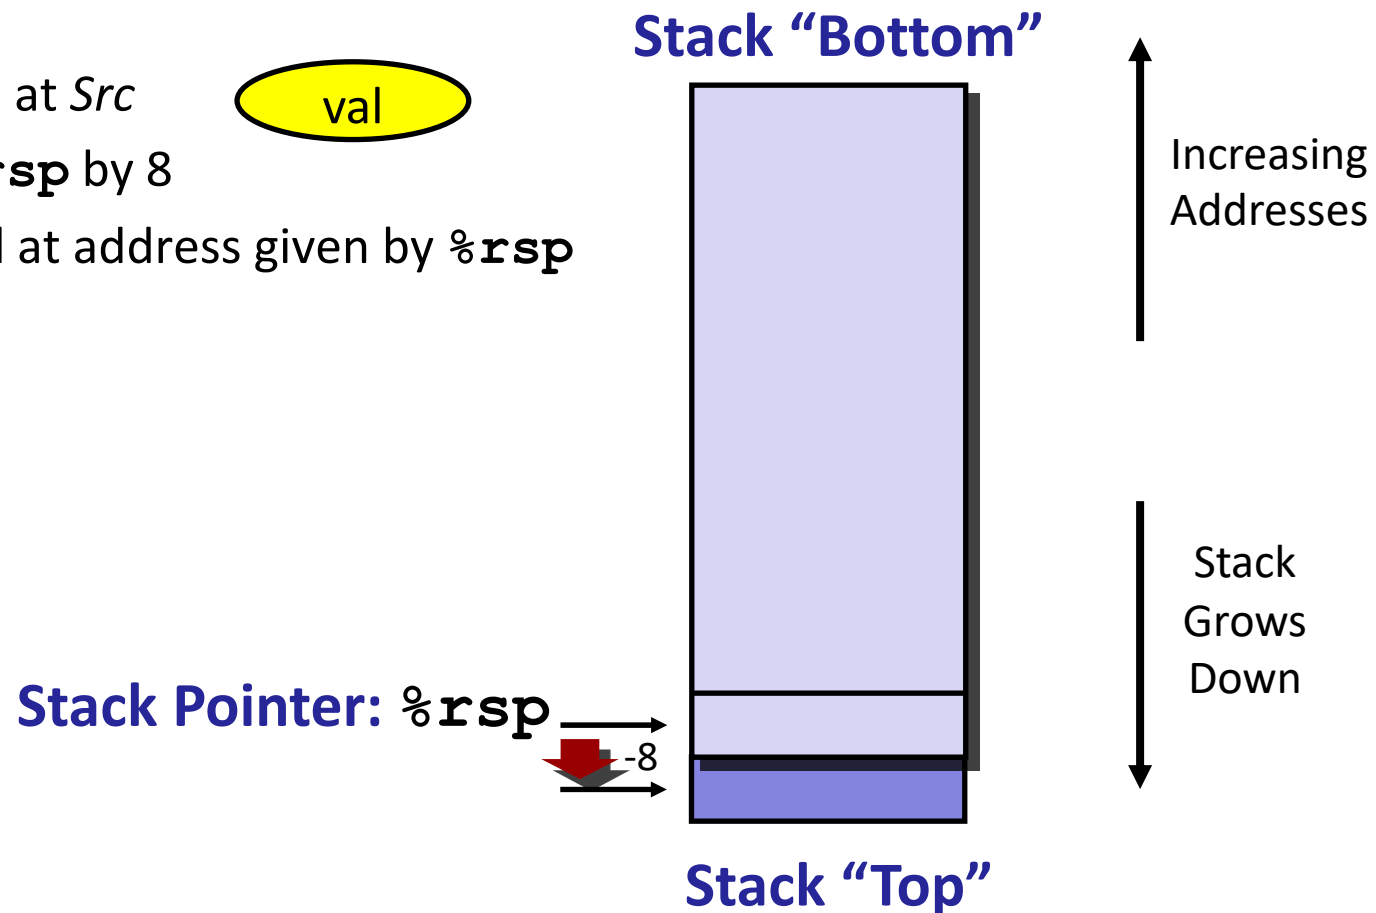 Stack “Bottom”
at Src
val
rsp by 8
at address given by %rsp
Increasing
Addresses
Stack
Grows
Down
Stack Pointer: %rsp
-8
Stack “Top”